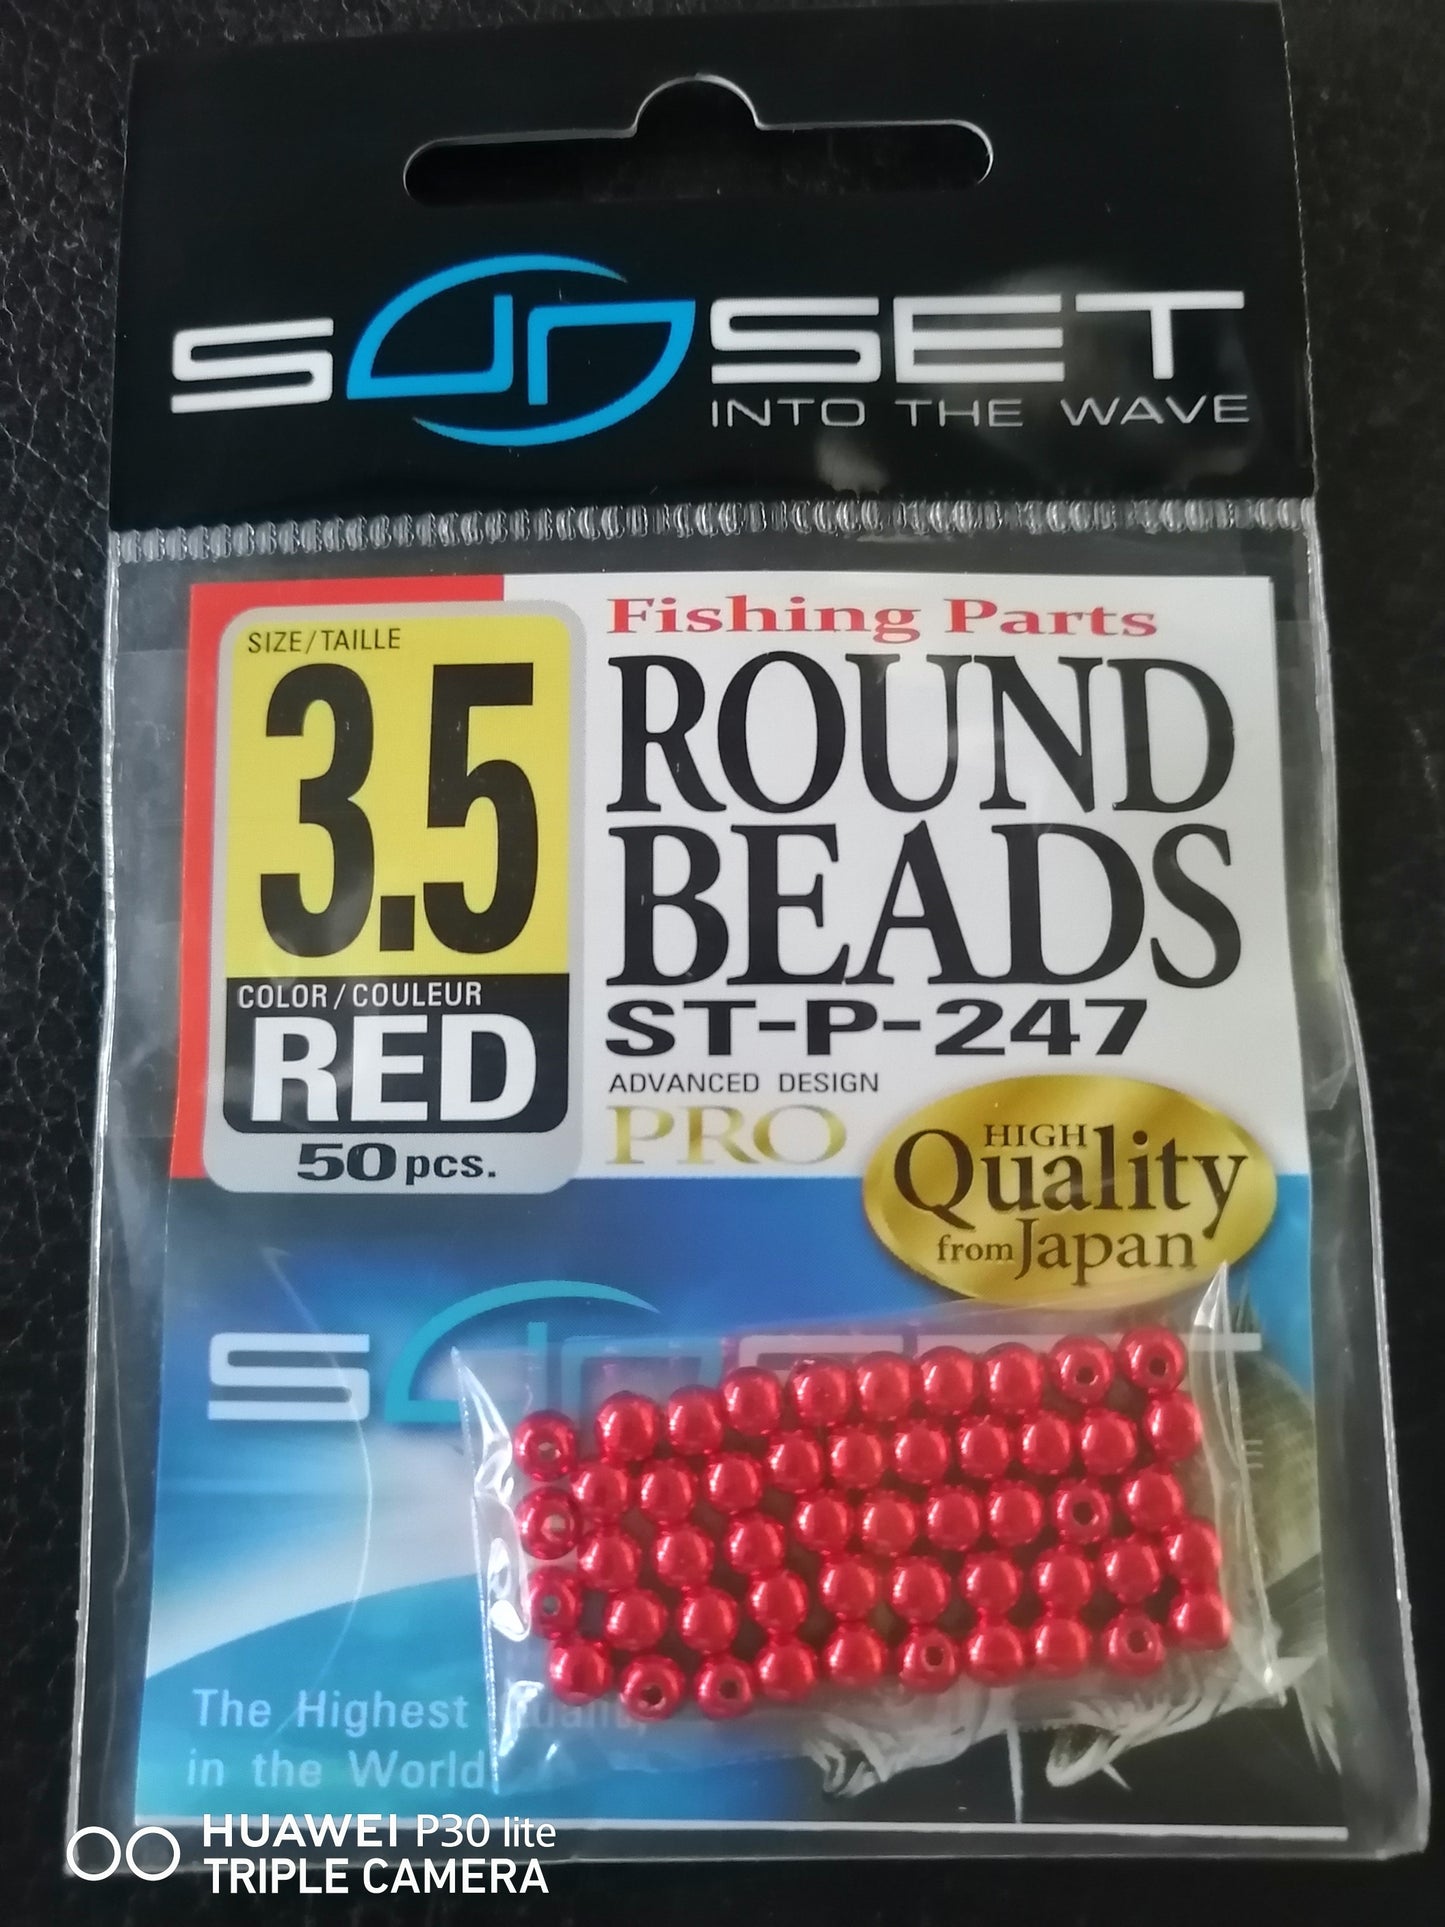 SUNSET
INTO THE WAVE
SIZE/TAILLE
3.5
COLOR/COULEUR
RED
50 pcs.
Fishing Parts
ROUND
BEADS
ST-P-247
ADVANCED DESIGN
PRO
HIGH
Quality
from Japan
The Highest Quality
in the World
HUAWEI P30 lite
TRIPLE CAMERA